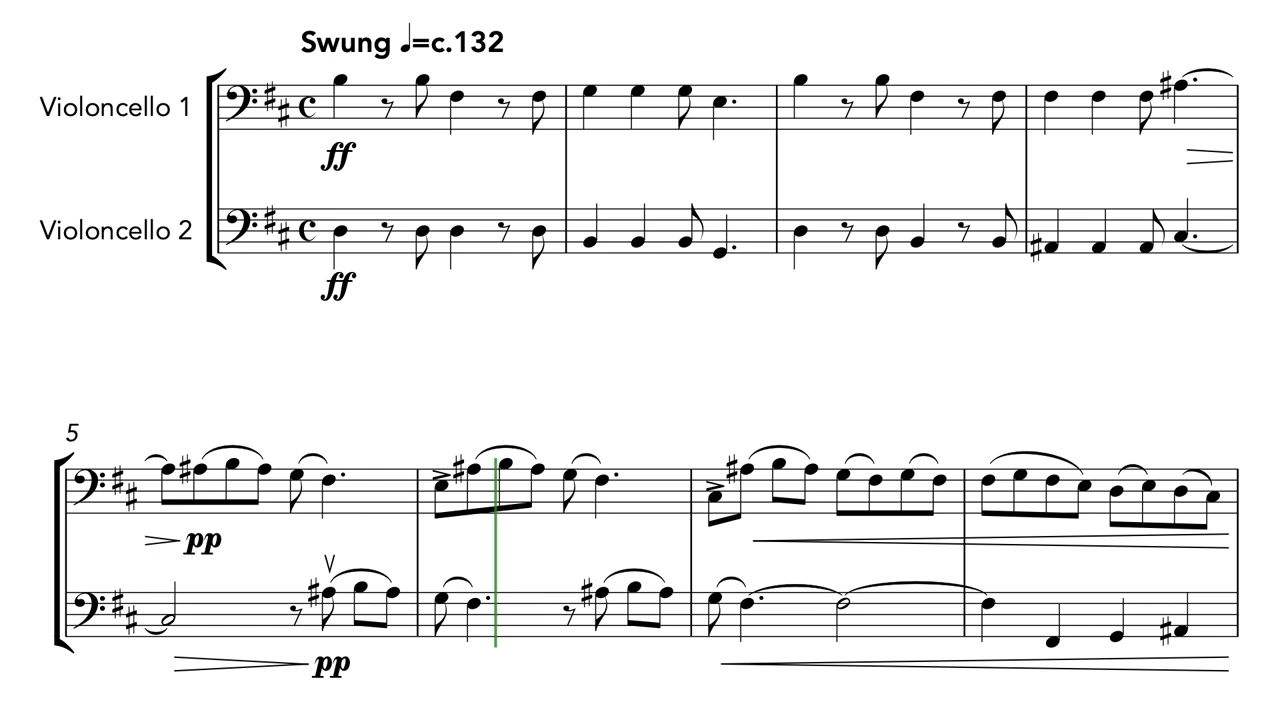 Swung ♩=c.132
Violoncello 1
ff
Violoncello 2
ff
5
pp
pp